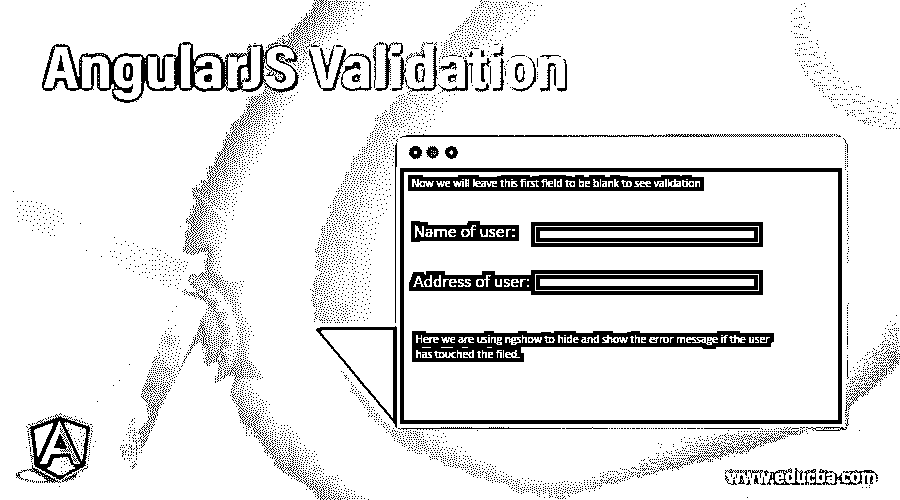 AngularJS Validation
Now we will leave this first field to be blank to see validation
Name of user:
Address of user:
Here we are using ngshow to hide and show the error message if the user
has touched the filed.
www.educba.com